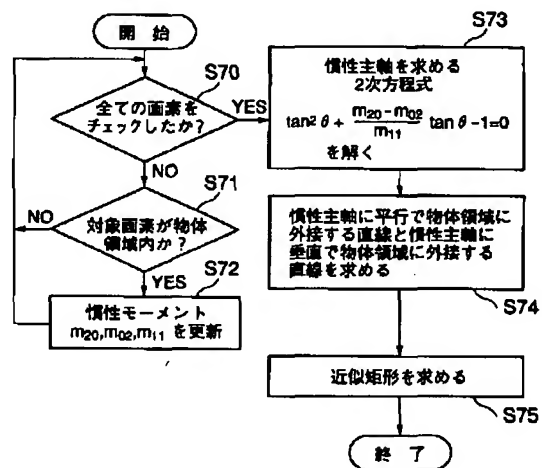 開 始
S70
全ての画素を
チェックしたか?
YES
NO
S71
対象画素が物体
領域内か?
NO
YES
S72
慣性モーメント
m20,m02,m11 を更新
S73
慣性主軸を求める
2次方程式
tan² θ + (m20 - m02)/m11 tan θ - 1=0
を解く
慣性主軸に平行で物体領域に
外接する直線と慣性主軸に
垂直で物体領域に外接する
直線を求める
S74
近似矩形を求める
S75
終 了